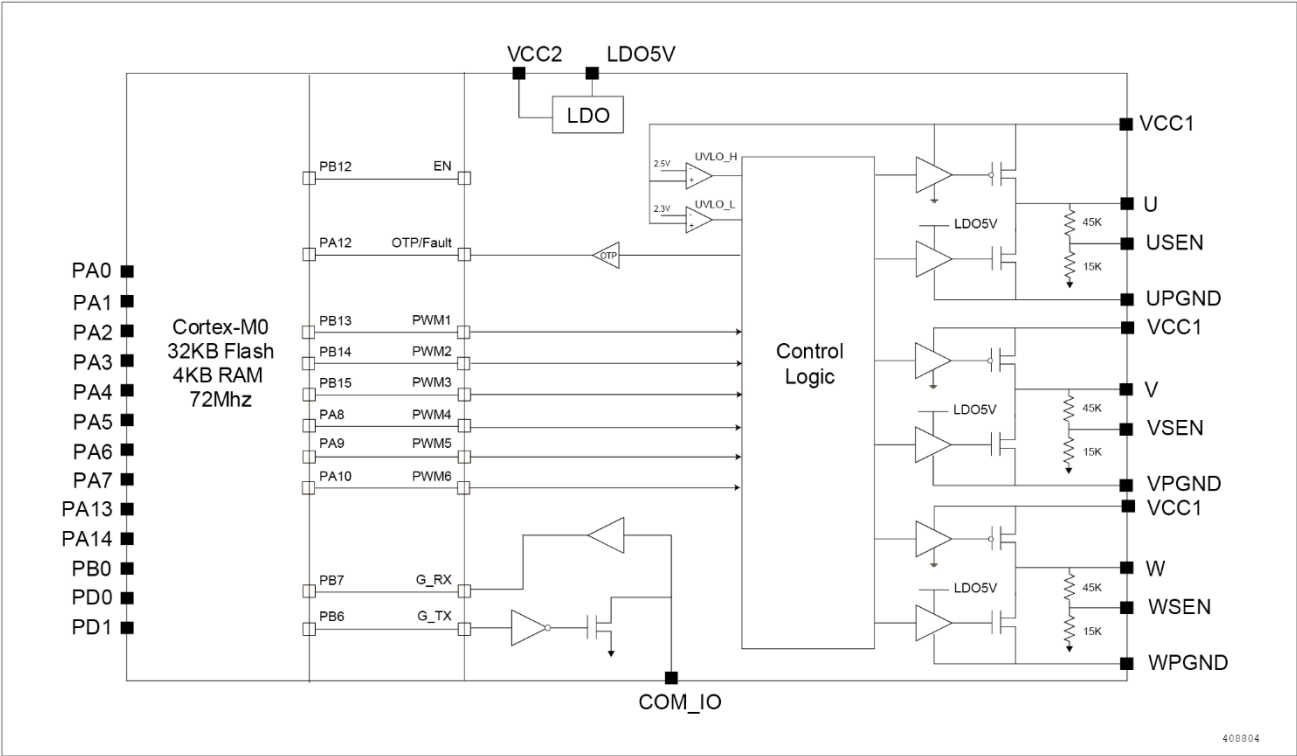 VCC2 LDO5V
LDO
VCC1
PB12 EN
2.5V UVLO_H
- +
2.3V UVLO_L
- +
U
45K
LDO5V
USEN
15K
PA12 OTP/Fault
OTP
UPGND
PA0
PA1
PA2
PA3
PA4
PA5
PA6
PA7
PA13
PA14
PB0
PD0
PD1
Cortex-M0
32KB Flash
4KB RAM
72Mhz
PB13 PWM1
PB14 PWM2
PB15 PWM3
PA8 PWM4
PA9 PWM5
PA10 PWM6
PB7 G_RX
PB6 G_TX
Control
Logic
VCC1
V
45K
LDO5V
VSEN
15K
VPGND
VCC1
W
45K
LDO5V
WSEN
15K
WPGND
COM_IO
408804